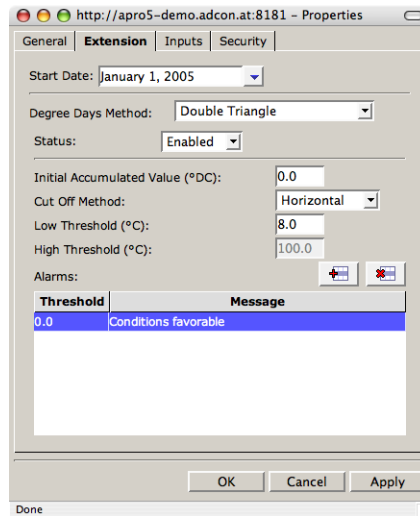 http://apro5-demo.adcon.at:8181 – Properties
General Extension Inputs Security
Start Date: January 1, 2005
Degree Days Method: Double Triangle
Status: Enabled
Initial Accumulated Value (°DC): 0.0
Cut Off Method: Horizontal
Low Threshold (°C): 8.0
High Threshold (°C): 100.0
Alarms:
Threshold Message
0.0 Conditions favorable
OK Cancel Apply
Done